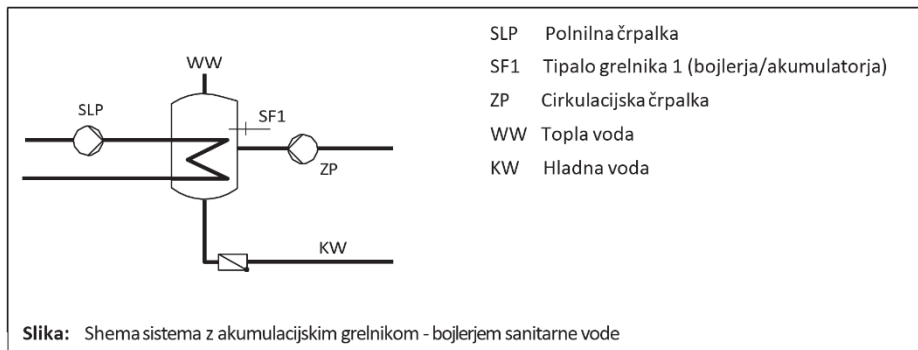 WW
SLP
SF1
ZP
KW
SLP Polnilna črpalka
SF1 Tipalo grelnika 1 (bojlerja/akumulatorja)
ZP Cirkulacijska črpalka
WW Topla voda
KW Hladna voda
Slika: Shema sistema z akumulacijskim grelnikom - bojlerjem sanitarne vode